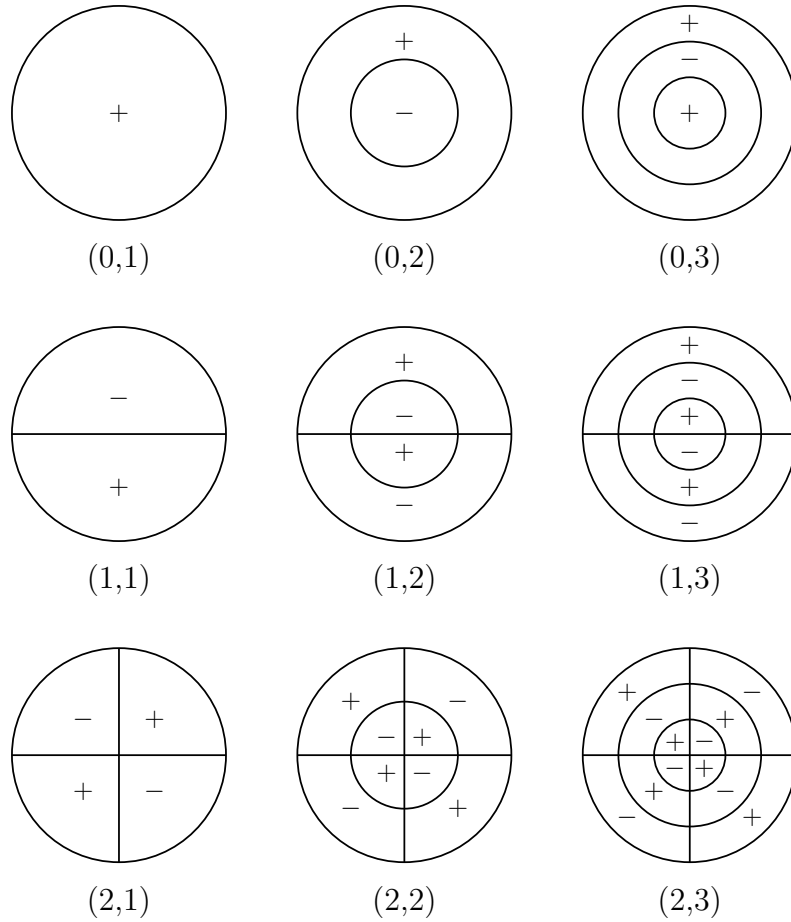 + + +
− −
− +
(0,1) (0,2) (0,3)
+ +
− − −
+
+ −
+ − +
−
(1,1) (1,2) (1,3)
+ − + −
− + − +
− + + −
+ − + − − +
+ −
− + − +
(2,1) (2,2) (2,3)